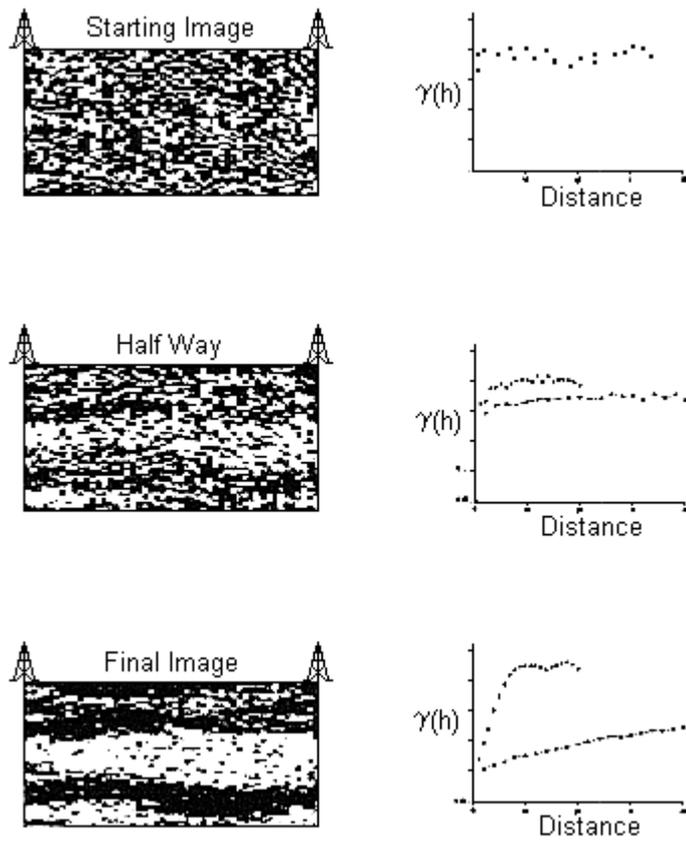 Starting Image
γ(h)
Distance
Half Way
γ(h)
Distance
Final Image
γ(h)
Distance